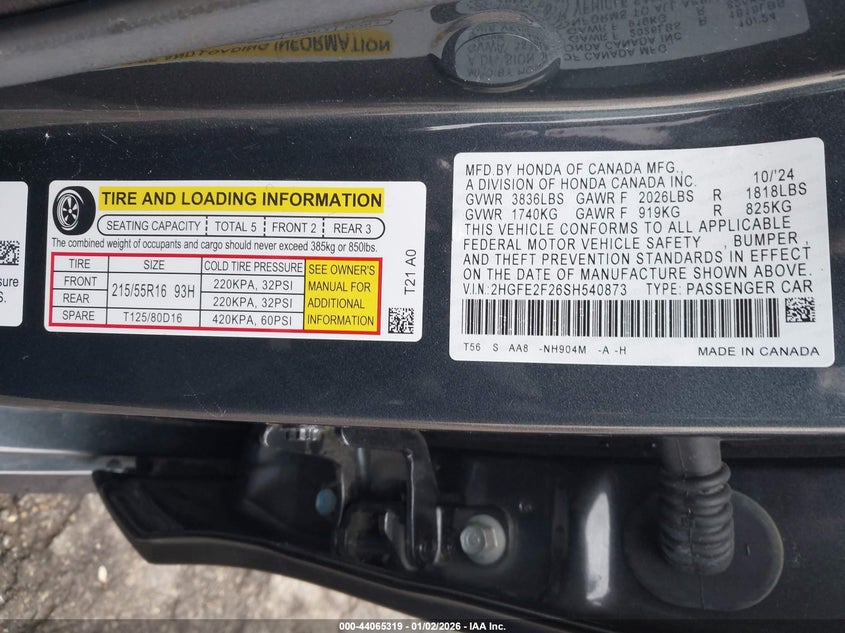 TIRE AND LOADING INFORMATION
SEATING CAPACITY TOTAL 5 FRONT 2 REAR 3
The combined weight of occupants and cargo should never exceed 385kg or 850lbs.
TIRE SIZE COLD TIRE PRESSURE
FRONT 215/55R16 93H 220KPA, 32PSI
REAR 220KPA, 32PSI
SPARE T125/80D16 420KPA, 60PSI
SEE OWNER'S
MANUAL FOR
ADDITIONAL
INFORMATION
T21 A0
MFD.BY HONDA OF CANADA MFG., 10/'24
A DIVISION OF HONDA CANADA INC.
GVWR 3836LBS GAWR F 2026LBS R 1818LBS
GVWR 1740KG GAWR F 919KG R 825KG
THIS VEHICLE CONFORMS TO ALL APPLICABLE
FEDERAL MOTOR VEHICLE SAFETY , BUMPER ,
AND THEFT PREVENTION STANDARDS IN EFFECT
ON THE DATE OF MANUFACTURE SHOWN ABOVE.
V.I.N: 2HGFE2F26SH540873 TYPE: PASSENGER CAR
T56 S AA8 -NH904M -A -H
MADE IN CANADA
000-44065319 - 01/02/2026 - IAA Inc.